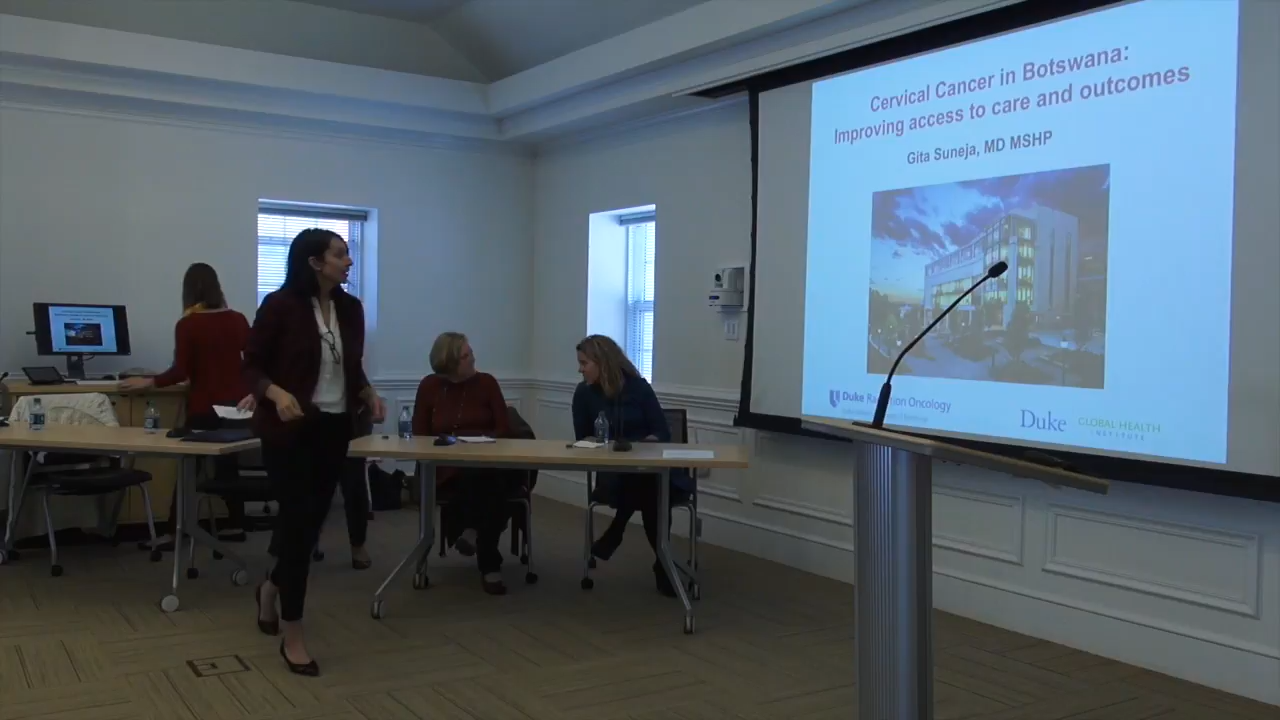 Cervical Cancer in Botswana:
Improving access to care and outcomes
Gita Suneja, MD MSHP
Duke Radiation Oncology
Duke GLOBAL HEALTH
INSTITUTE